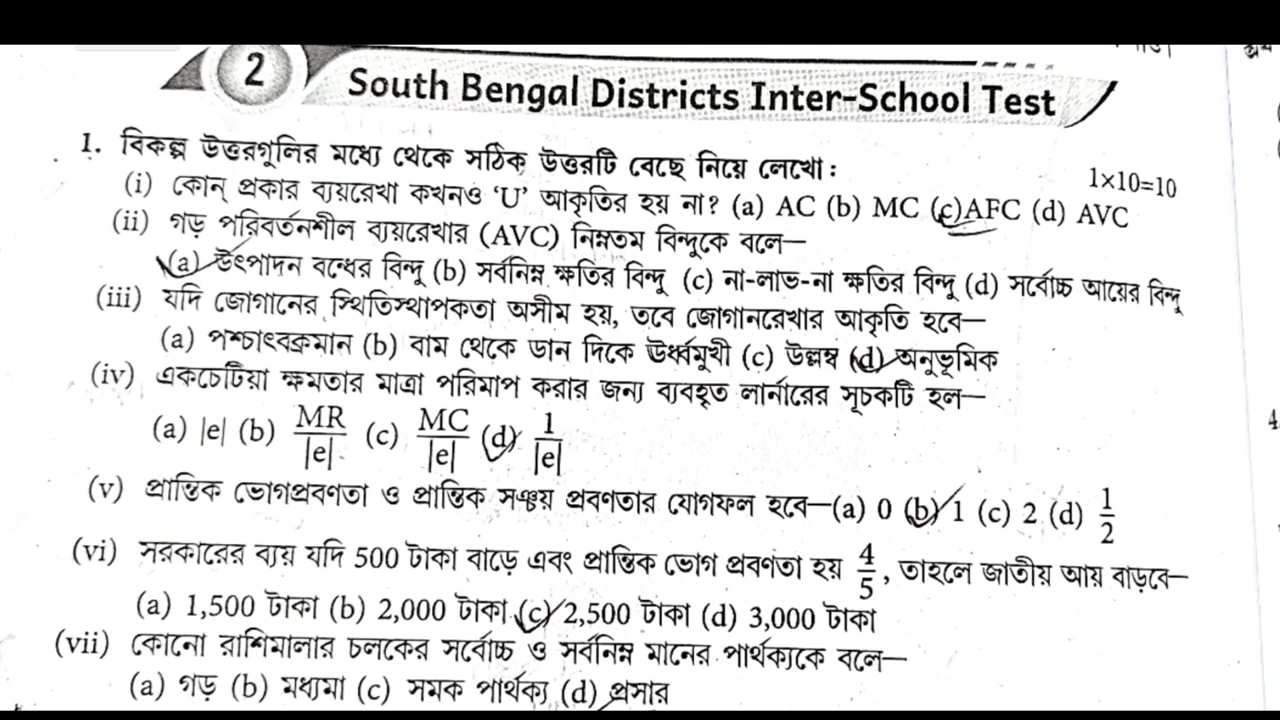 2
South Bengal Districts Inter-School Test
1. বিকল্প উত্তরগুলির মধ্যে থেকে সঠিক উত্তরটি বেছে নিয়ে লেখো : 1×10=10
(i) কোন্ প্রকার ব্যয়রেখা কখনও ‘U’ আকৃতির হয় না? (a) AC (b) MC (c) AFC (d) AVC
(ii) গড় পরিবর্তনশীল ব্যয়রেখার (AVC) নিম্নতম বিন্দুকে বলে—
(a) উৎপাদন বন্ধের বিন্দু (b) সর্বনিম্ন ক্ষতির বিন্দু (c) না-লাভ-না ক্ষতির বিন্দু (d) সর্বোচ্চ আয়ের বিন্দু
(iii) যদি জোগানের স্থিতিস্থাপকতা অসীম হয়, তবে জোগানরেখার আকৃতি হবে—
(a) পশ্চাৎবক্রমান (b) বাম থেকে ডান দিকে ঊর্ধ্বমুখী (c) উল্লম্ব (d) অনুভূমিক
(iv) একচেটিয়া ক্ষমতার মাত্রা পরিমাপ করার জন্য ব্যবহৃত লার্নারের সূচকটি হল—
(a) |e| (b) MR/|e| (c) MC/|e| (d) 1/|e|
(v) প্রান্তিক ভোগপ্রবণতা ও প্রান্তিক সঞ্চয় প্রবণতার যোগফল হবে—(a) 0 (b) 1 (c) 2 (d) 1/2
(vi) সরকারের ব্যয় যদি 500 টাকা বাড়ে এবং প্রান্তিক ভোগ প্রবণতা হয় 4/5, তাহলে জাতীয় আয় বাড়বে—
(a) 1,500 টাকা (b) 2,000 টাকা (c) 2,500 টাকা (d) 3,000 টাকা
(vii) কোনো রাশিমালার চলকের সর্বোচ্চ ও সর্বনিম্ন মানের পার্থক্যকে বলে—
(a) গড় (b) মধ্যমা (c) সমক পার্থক্য (d) প্রসার